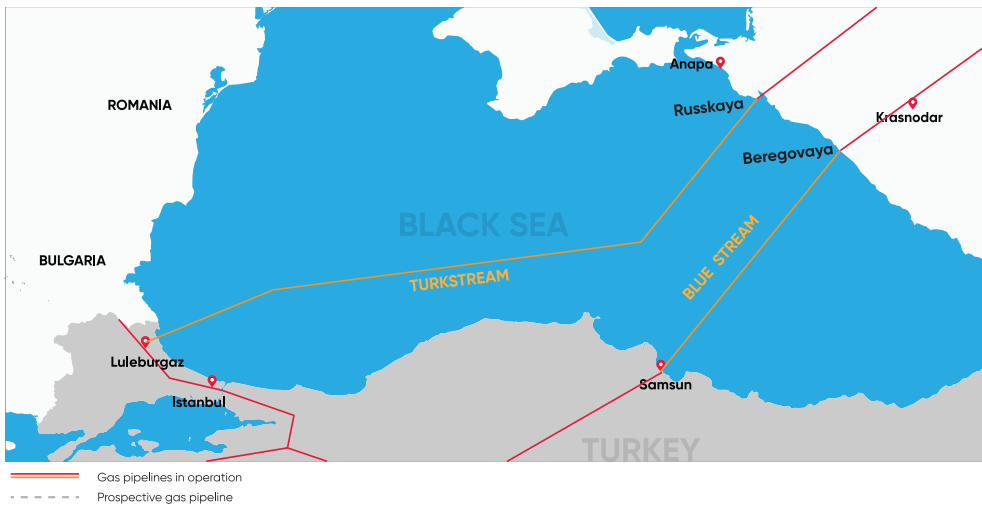 Anapa
ROMANIA
Russkaya
Krasnodar
Beregovaya
BLACK SEA
BULGARIA
BLUE STREAM
TURKSTREAM
Luleburgaz
Istanbul
Samsun
TURKEY
Gas pipelines in operation
Prospective gas pipeline